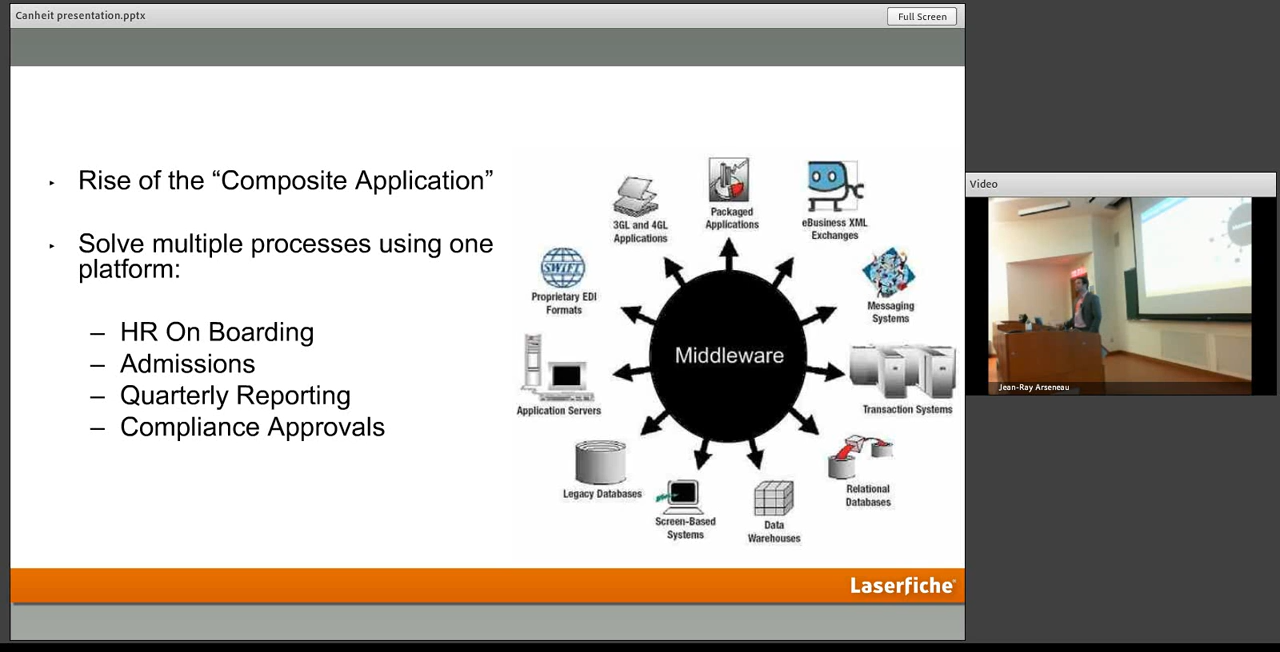 Canheit presentation.pptx
Full Screen
‣ Rise of the “Composite Application”
‣ Solve multiple processes using one
platform:
– HR On Boarding
– Admissions
– Quarterly Reporting
– Compliance Approvals
3GL and 4GL
Applications
Packaged
Applications
eBusiness XML
Exchanges
SWIFT
Proprietary EDI
Formats
Messaging
Systems
Middleware
Application Servers
Transaction Systems
Legacy Databases
Screen-Based
Systems
Data
Warehouses
Relational
Databases
Laserfiche®
Video
Jean-Ray Arseneau